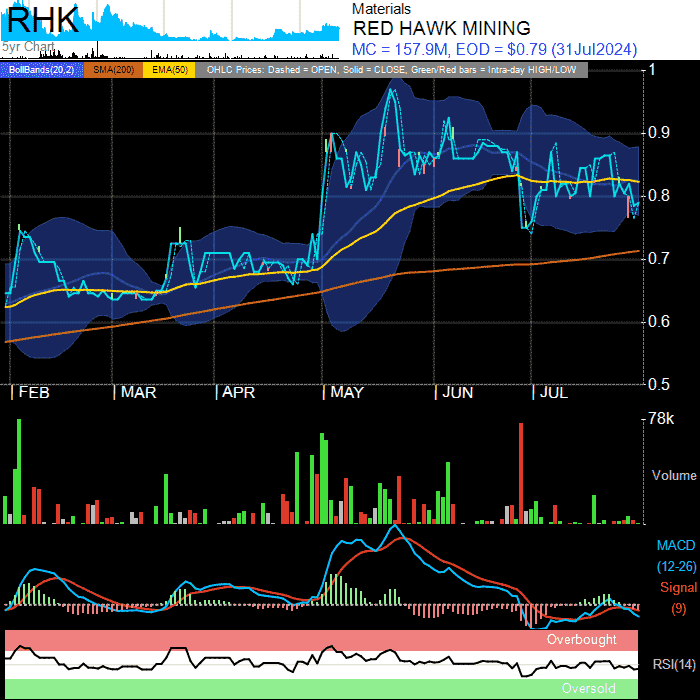 RHK
Materials
RED HAWK MINING
5yr Chart
MC = 157.9M, EOD = $0.79 (31Jul2024)
BollBands(20,2) SMA(200) EMA(50) OHLC Prices: Dashed = OPEN, Solid = CLOSE, Green/Red bars = Intra-day HIGH/LOW
1
0.9
0.8
0.7
0.6
0.5
FEB MAR APR MAY JUN JUL
78k
Volume
MACD
(12-26)
Signal
(9)
Overbought
RSI(14)
Oversold